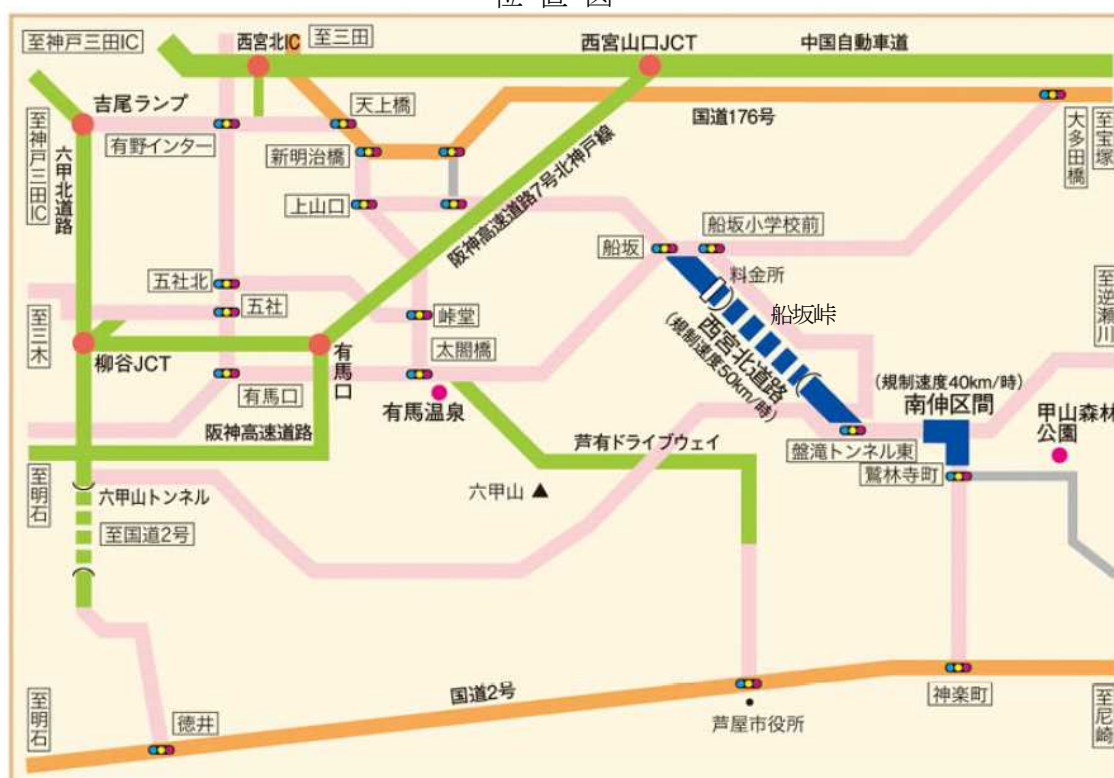 位置図
至神戸三田IC
西宮北IC
至三田
西宮山口JCT
中国自動車道
吉尾ランプ
天上橋
国道176号
至神戸三田IC
六甲北道路
有野インター
新明治橋
大多田橋
至宝塚
阪神高速道路7号北神戸線
上山口
船坂小学校前
船坂
料金所
五社北
五社
峠堂
船坂峠
至逆瀬川
至三木
柳谷JCT
有馬口
太閤橋
西宮北道路
(規制速度50km/時)
(規制速度40km/時)
南伸区間
有馬口
有馬温泉
甲山森林
公園
阪神高速道路
芦有ドライブウェイ
盤滝トンネル東
鷲林寺町
至明石
六甲山トンネル
六甲山▲
至国道2号
国道2号
至明石
徳井
芦屋市役所
神楽町
至尼崎